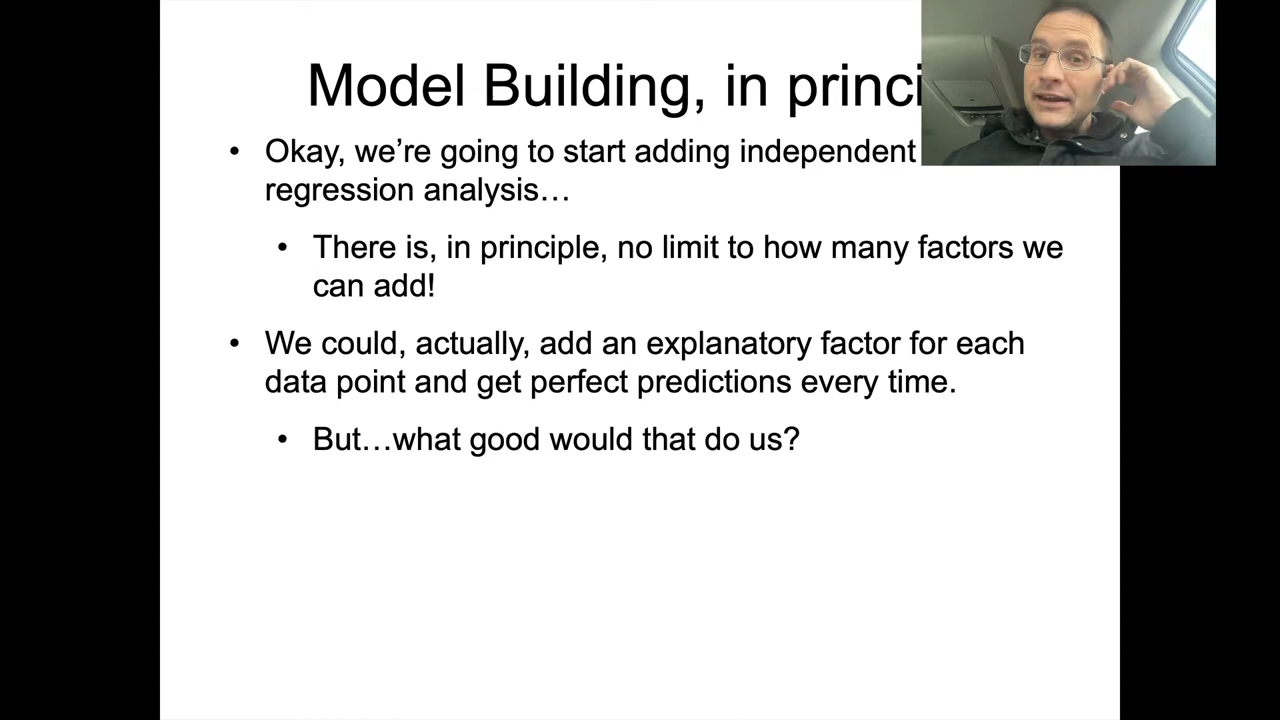 Model Building, in
• Okay, we’re going to start adding independent
regression analysis…
• There is, in principle, no limit to how many factors we
can add!
• We could, actually, add an explanatory factor for each
data point and get perfect predictions every time.
• But…what good would that do us?